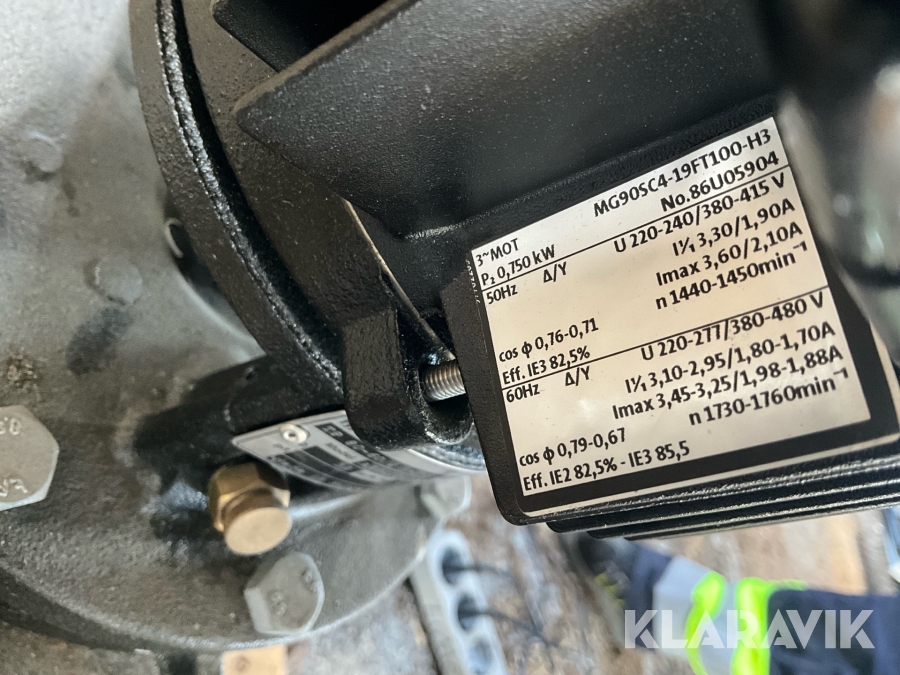 3~MOT MG90SC4-19FT100-H3
P₂ 0,750 kW No.86U05904
50Hz Δ/Y U 220-240/380-415 V
I¹⁄₁ 3,30/1,90A
Imax 3,60/2,10A
cos φ 0,76-0,71 n 1440-1450min⁻¹
Eff. IE3 82,5%
60Hz Δ/Y U 220-277/380-480 V
I¹⁄₁ 3,10-2,95/1,80-1,70A
Imax 3,45-3,25/1,98-1,88A
cos φ 0,79-0,67 n 1730-1760min⁻¹
Eff. IE2 82,5% - IE3 85,5
KLARAVIK